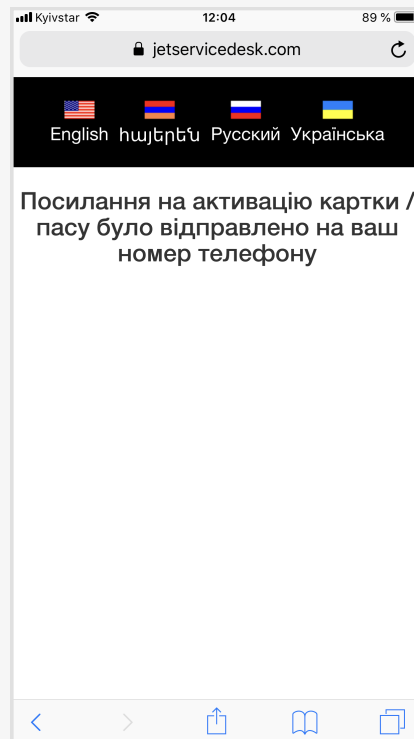 Kyivstar 12:04 89 %
jetservicedesk.com
English հայերեն Русский Українська
Посилання на активацію картки /
пасу було відправлено на ваш
номер телефону